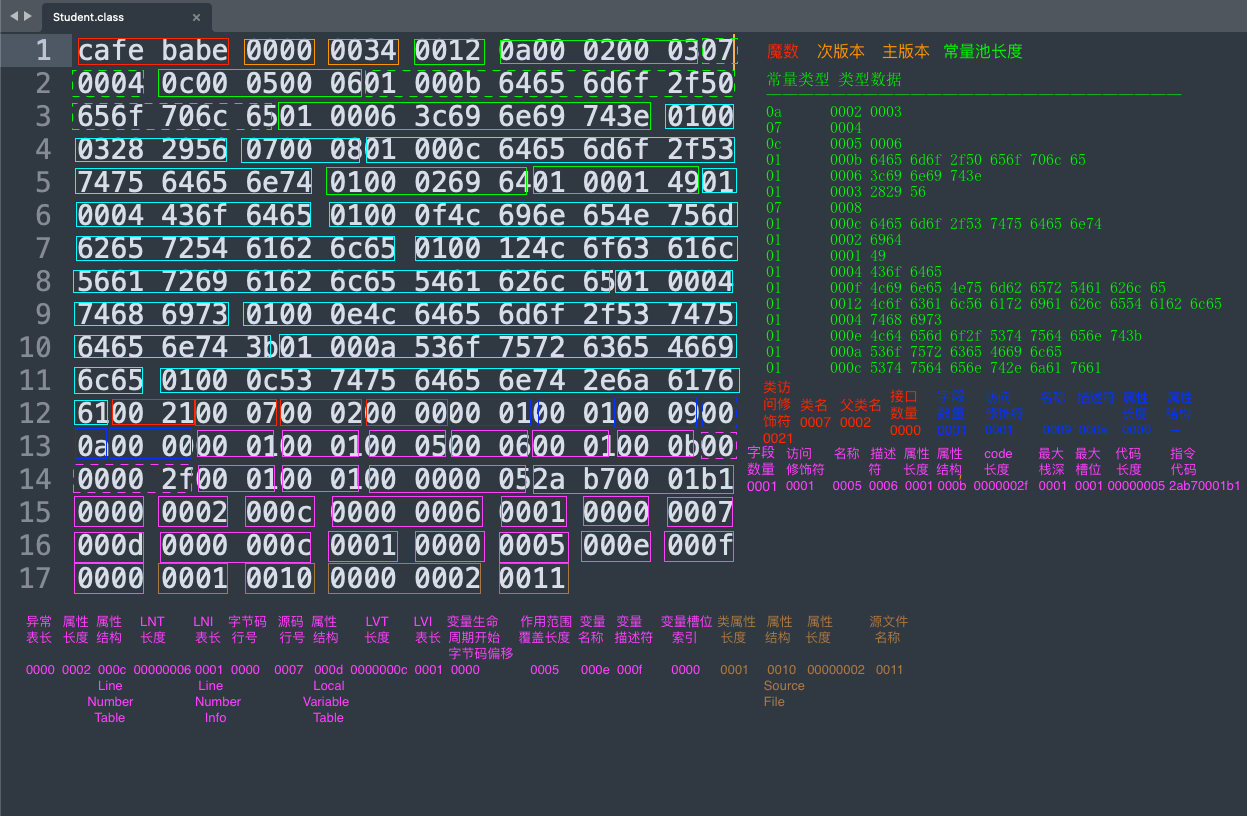 Student.class ×
1 cafe babe 0000 0034 0012 0a00 0200 0307
2 0004 0c00 0500 0601 000b 6465 6d6f 2f50
3 656f 706c 6501 0006 3c69 6e69 743e 0100
4 0328 2956 0700 0801 000c 6465 6d6f 2f53
5 7475 6465 6e74 0100 0269 6401 0001 4901
6 0004 436f 6465 0100 0f4c 696e 654e 756d
7 6265 7254 6162 6c65 0100 124c 6f63 616c
8 5661 7269 6162 6c65 5461 626c 6501 0004
9 7468 6973 0100 0e4c 6465 6d6f 2f53 7475
10 6465 6e74 3b01 000a 536f 7572 6365 4669
11 6c65 0100 0c53 7475 6465 6e74 2e6a 6176
12 6100 2100 0700 0200 0000 0100 0100 0900
13 0a00 0000 0100 0100 0500 0600 0100 0b00
14 0000 2f00 0100 0100 0000 052a b700 01b1
15 0000 0002 000c 0000 0006 0001 0000 0007
16 000d 0000 000c 0001 0000 0005 000e 000f
17 0000 0001 0010 0000 0002 0011
魔数 次版本 主版本 常量池长度
常量类型 类型数据
0a 0002 0003
07 0004
0c 0005 0006
01 000b 6465 6d6f 2f50 656f 706c 65
01 0006 3c69 6e69 743e
01 0003 2829 56
07 0008
01 000c 6465 6d6f 2f53 7475 6465 6e74
01 0002 6964
01 0001 49
01 0004 436f 6465
01 000f 4c69 6e65 4e75 6d62 6572 5461 626c 65
01 0012 4c6f 6361 6c56 6172 6961 626c 6554 6162 6c65
01 0004 7468 6973
01 000e 4c64 656d 6f2f 5374 7564 656e 743b
01 000a 536f 7572 6365 4669 6c65
01 000c 5374 7564 656e 742e 6a61 7661
类访 接口 字段 访问 名称 描述符 属性 属性
问修 类名 父类名 数量 数量 修饰符 长度 结构
饰符 0007 0002 0000 0001 0001 0009 000a 0000 —
0021
字段 访问 名称 描述 属性 属性 code 最大 最大 代码 指令
数量 修饰符 符 长度 结构 长度 栈深 槽位 长度 代码
0001 0001 0005 0006 0001 000b 0000002f 0001 0001 00000005 2ab70001b1
异常 属性 属性 LNT LNI 字节码 源码 属性 LVT LVI 变量生命 作用范围 变量 变量 变量槽位 类属性 属性 属性 源文件
表长 长度 结构 长度 表长 行号 行号 结构 长度 表长 周期开始 覆盖长度 名称 描述符 索引 长度 结构 长度 名称
字节码偏移
0000 0002 000c 00000006 0001 0000 0007 000d 0000000c 0001 0000 0005 000e 000f 0000 0001 0010 00000002 0011
Line Line Local Source
Number Number Variable File
Table Info Table